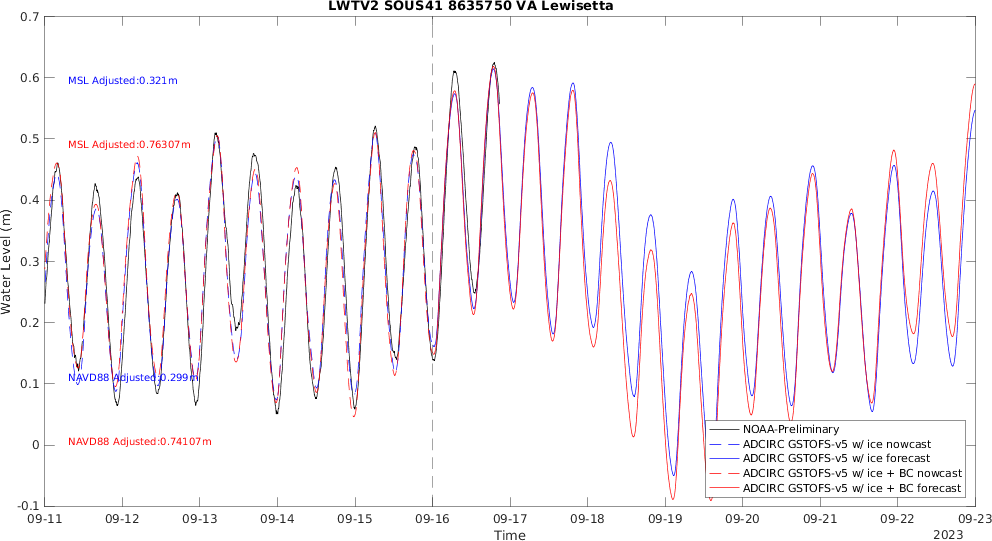 LWTV2 SOUS41 8635750 VA Lewisetta
0.7
0.6
0.5
0.4
0.3
0.2
0.1
0
-0.1
Water Level (m)
MSL Adjusted:0.321m
MSL Adjusted:0.76307m
NAVD88 Adjusted:0.299m
NAVD88 Adjusted:0.74107m
NOAA-Preliminary
ADCIRC GSTOFS-v5 w/ ice nowcast
ADCIRC GSTOFS-v5 w/ ice forecast
ADCIRC GSTOFS-v5 w/ ice + BC nowcast
ADCIRC GSTOFS-v5 w/ ice + BC forecast
09-11 09-12 09-13 09-14 09-15 09-16 09-17 09-18 09-19 09-20 09-21 09-22 09-23
Time
2023